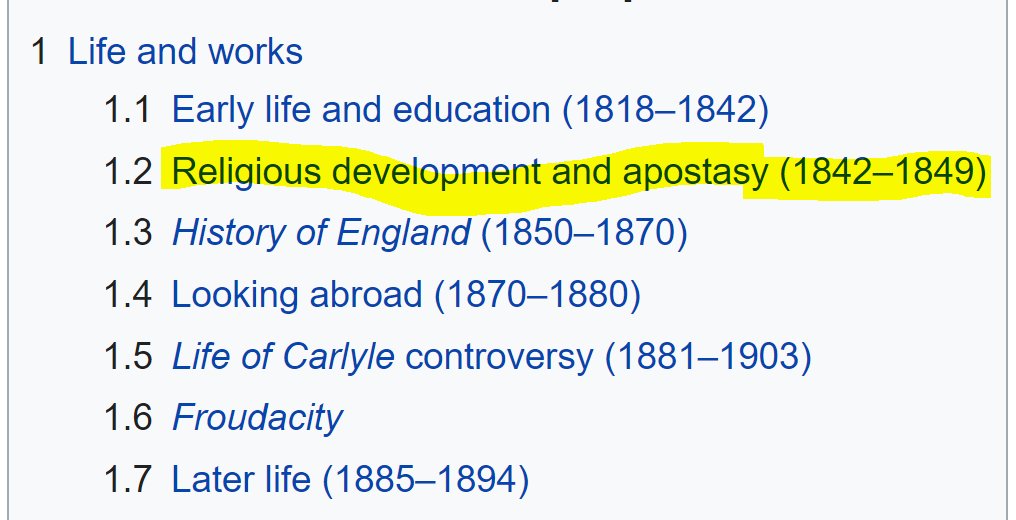 1 Life and works
1.1 Early life and education (1818–1842)
1.2 Religious development and apostasy (1842–1849)
1.3 History of England (1850–1870)
1.4 Looking abroad (1870–1880)
1.5 Life of Carlyle controversy (1881–1903)
1.6 Froudacity
1.7 Later life (1885–1894)